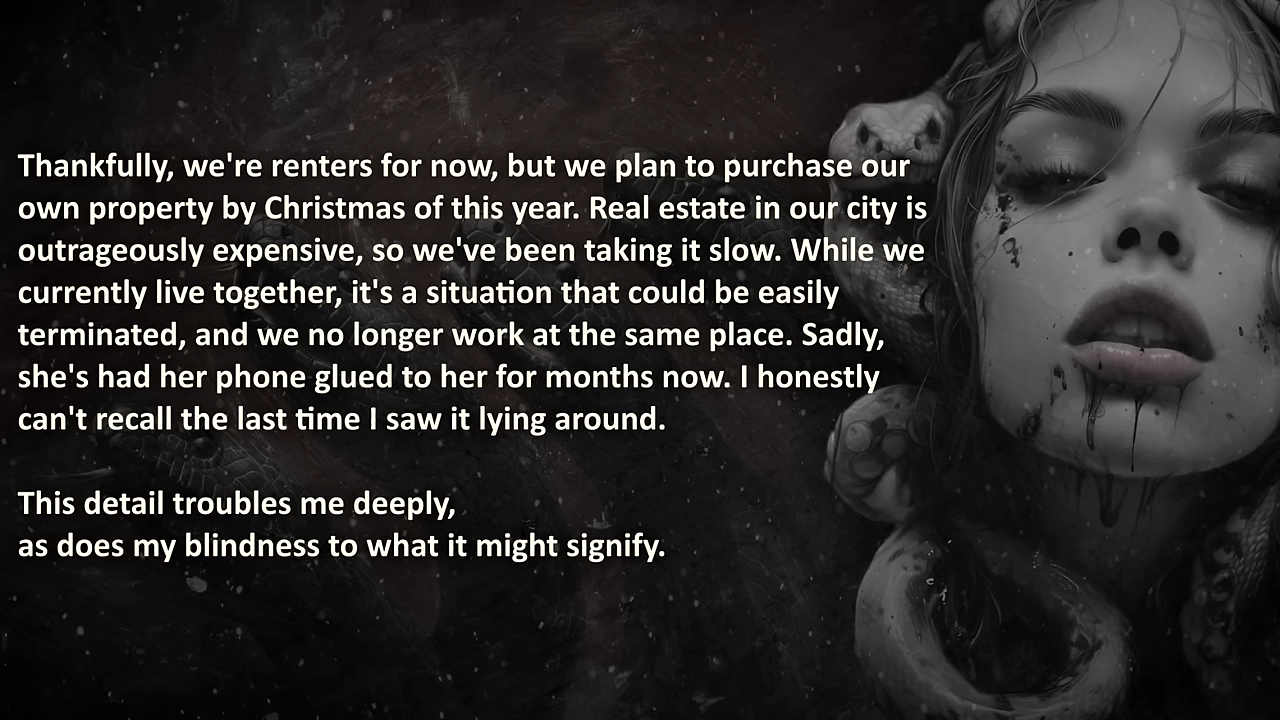 Thankfully, we're renters for now, but we plan to purchase our
own property by Christmas of this year. Real estate in our city is
outrageously expensive, so we've been taking it slow. While we
currently live together, it's a situation that could be easily
terminated, and we no longer work at the same place. Sadly,
she's had her phone glued to her for months now. I honestly
can't recall the last time I saw it lying around.
This detail troubles me deeply,
as does my blindness to what it might signify.